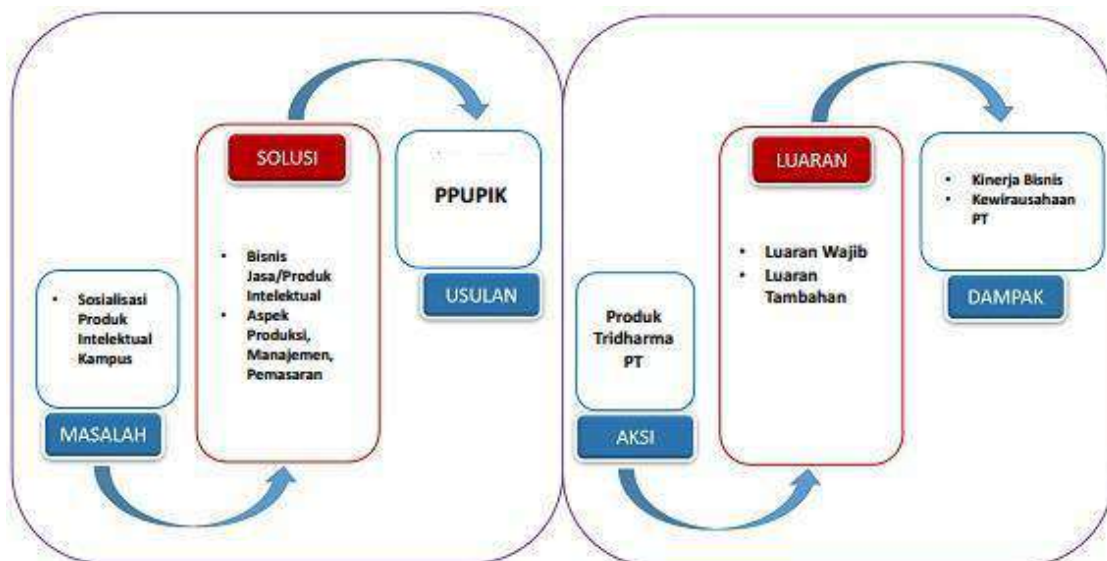 • Sosialisasi
Produk
Intelektual
Kampus
MASALAH
SOLUSI
• Bisnis
Jasa/Produk
Intelektual
• Aspek
Produksi,
Manajemen,
Pemasaran
PPUPIK
USULAN
Produk
Tridharma
PT
AKSI
LUARAN
• Luaran Wajib
• Luaran
Tambahan
• Kinerja Bisnis
• Kewirausahaan
PT
DAMPAK